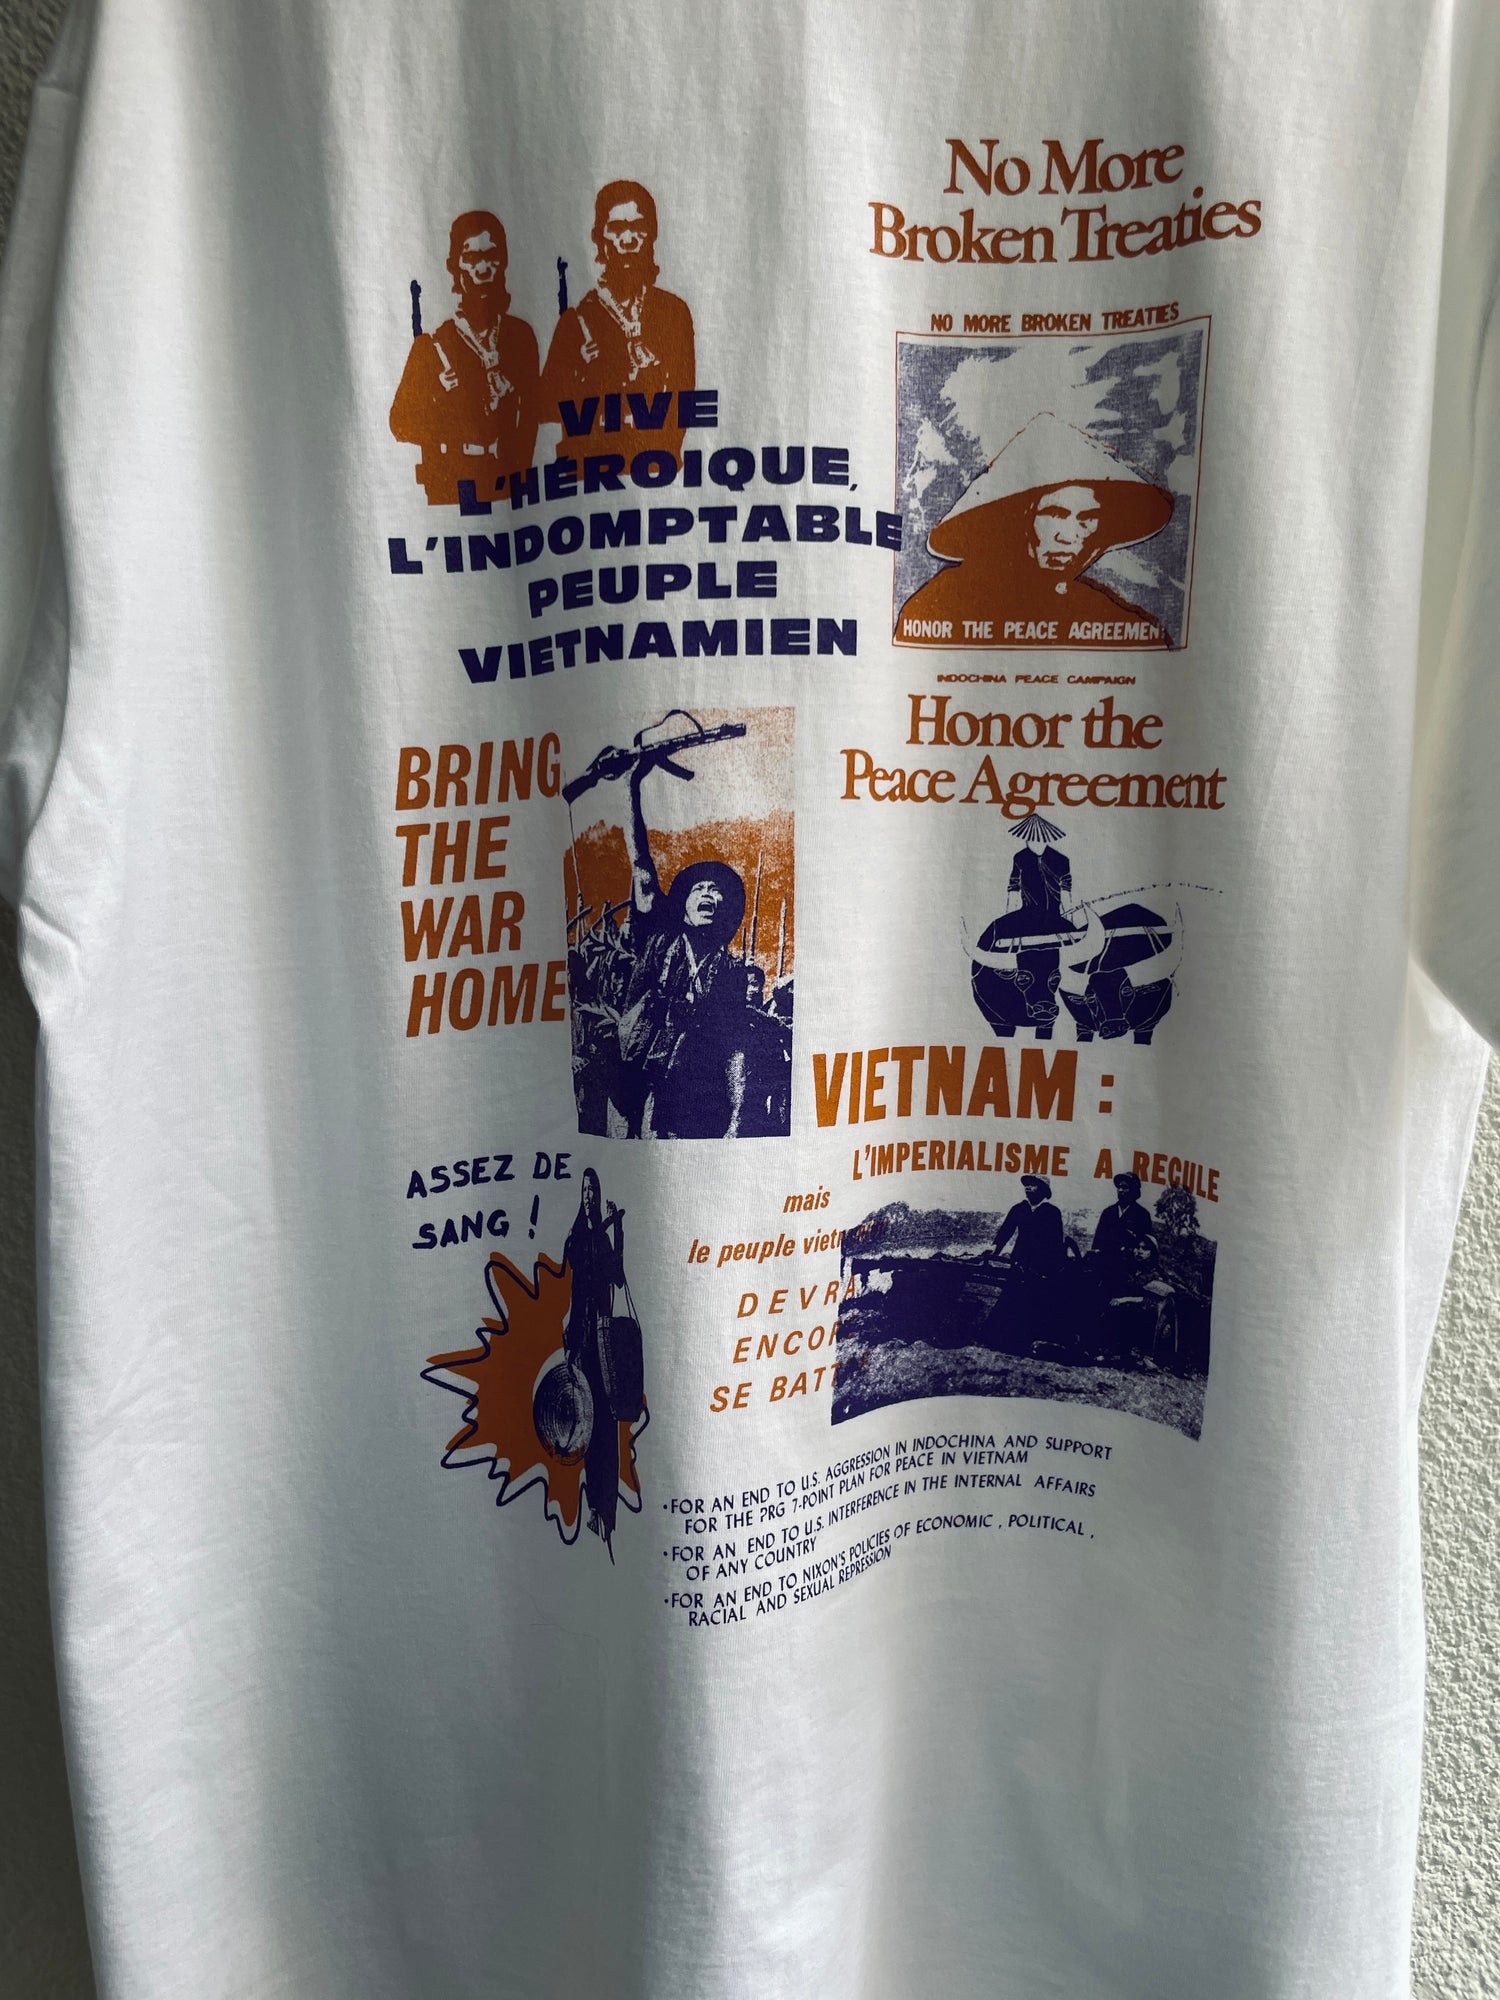 No More
Broken Treaties
NO MORE BROKEN TREATIES
HONOR THE PEACE AGREEMENT
INDOCHINA PEACE CAMPAIGN
Honor the
Peace Agreement
VIVE
L'HÉROIQUE,
L'INDOMPTABLE
PEUPLE
VIETNAMIEN
BRING
THE
WAR
HOME
VIETNAM :
L'IMPERIALISME A RECULE
mais
le peuple
DEVRA
SE
ASSEZ DE
SANG !
•FOR AN END TO U.S. AGGRESSION IN INDOCHINA AND SUPPORT
FOR THE PRG 7-POINT PLAN FOR PEACE IN VIETNAM
•FOR AN END TO U.S. INTERFERENCE IN THE INTERNAL AFFAIRS
OF ANY COUNTRY
•FOR AN END TO NIXON'S POLICIES OF ECONOMIC, POLITICAL,
RACIAL AND SEXUAL REPRESSION